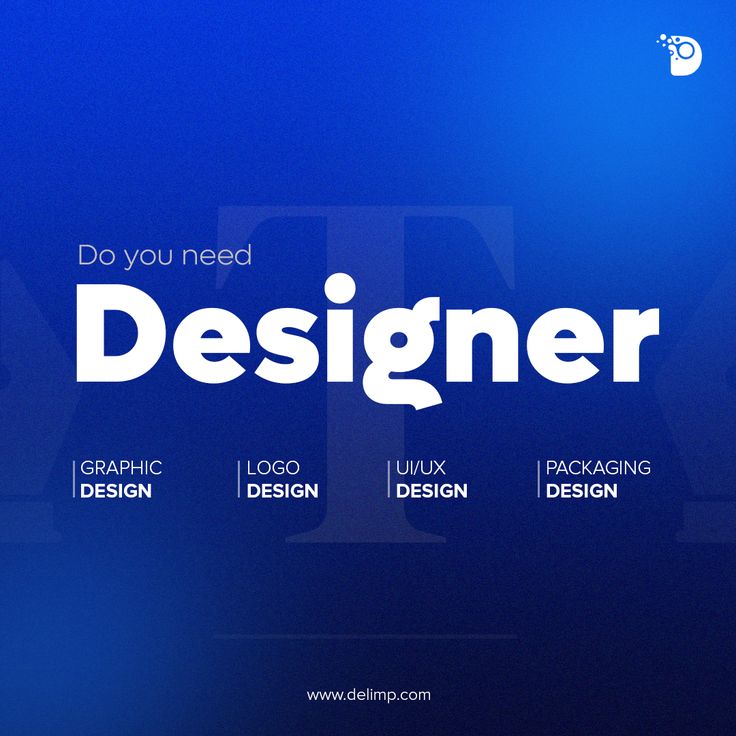 Do you need
Designer
GRAPHIC
DESIGN
LOGO
DESIGN
UI/UX
DESIGN
PACKAGING
DESIGN
www.delimp.com